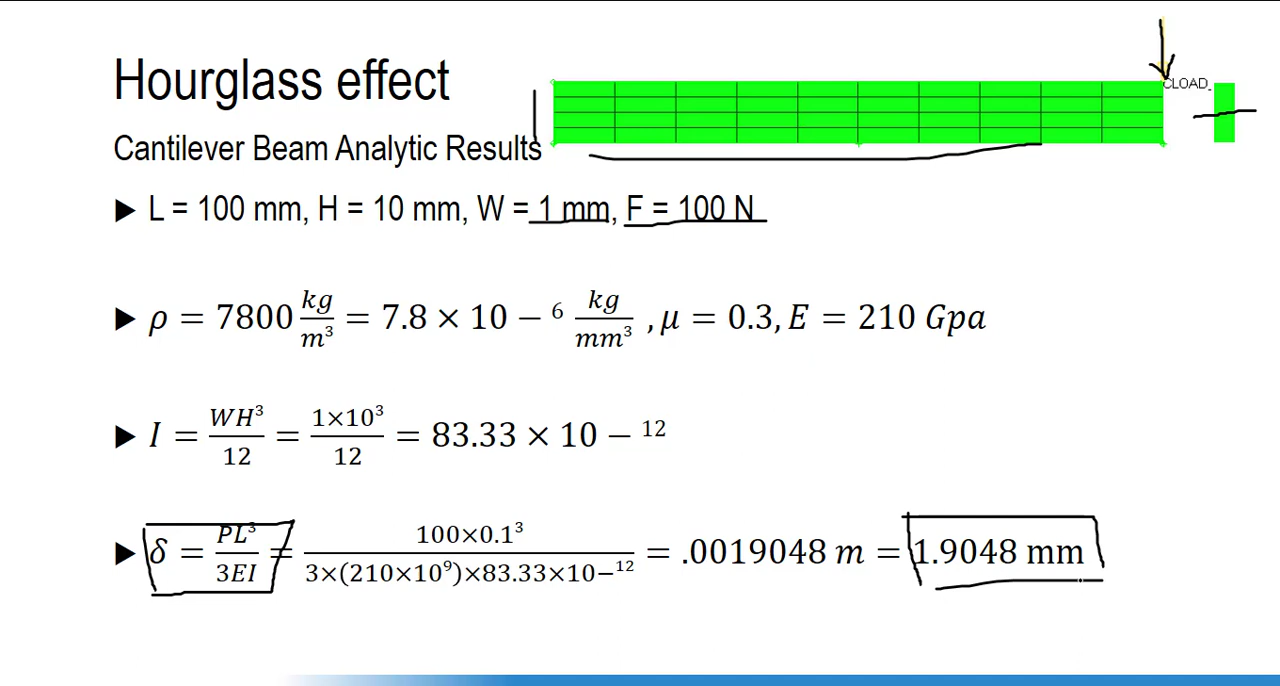 Hourglass effect
CLOAD
Cantilever Beam Analytic Results
▶ L = 100 mm, H = 10 mm, W = 1 mm, F = 100 N
▶ ρ = 7800 kg/m³ = 7.8 × 10 − ⁶ kg/mm³ , μ = 0.3, E = 210 Gpa
▶ I = WH³/12 = 1×10³/12 = 83.33 × 10 − ¹²
▶ δ = PL³/3EI = 100×0.1³/3×(210×10⁹)×83.33×10−¹² = .0019048 m = 1.9048 mm